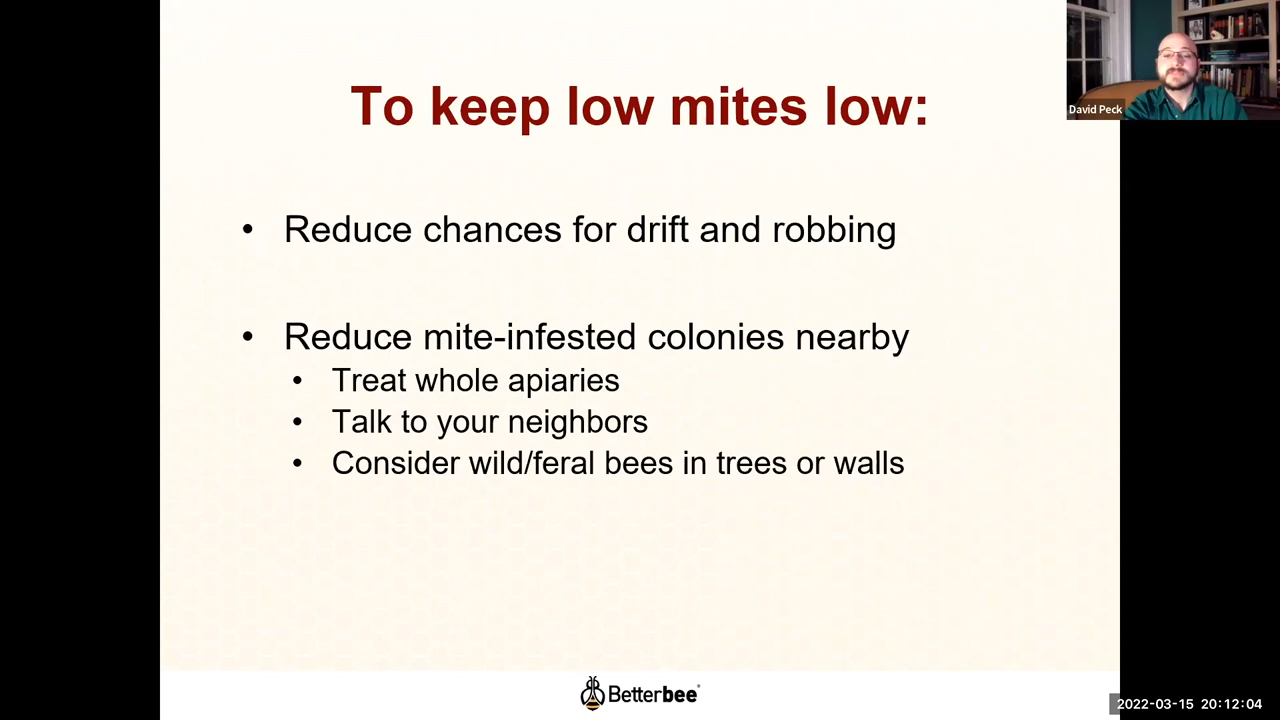 To keep low mites low:
David Peck
• Reduce chances for drift and robbing
• Reduce mite-infested colonies nearby
• Treat whole apiaries
• Talk to your neighbors
• Consider wild/feral bees in trees or walls
Betterbee
2022-03-15 20:12:04